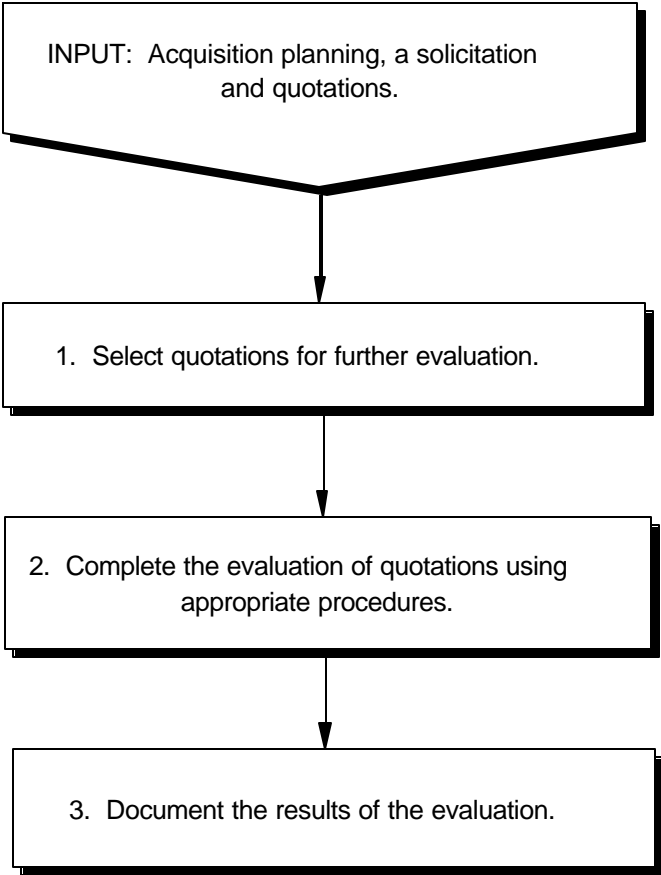 INPUT: Acquisition planning, a solicitation
and quotations.
1. Select quotations for further evaluation.
2. Complete the evaluation of quotations using
appropriate procedures.
3. Document the results of the evaluation.